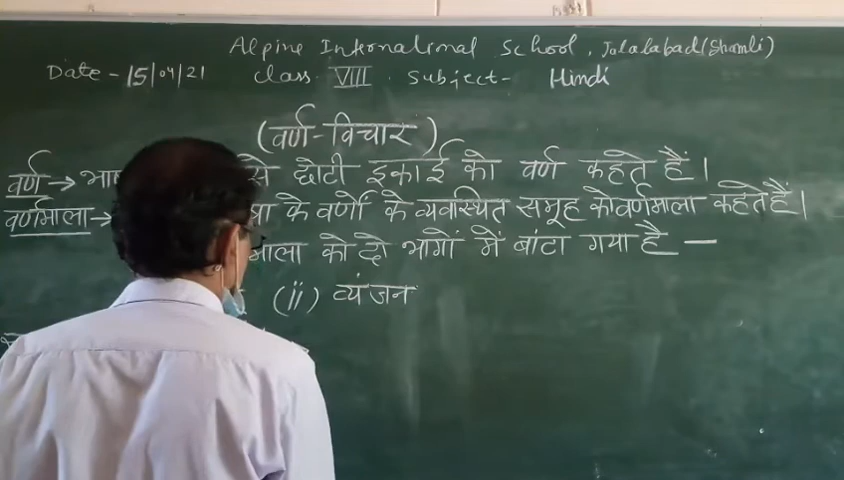 Alpine International School, Jalalabad (Shamli)
Date - 15/04/21 Class VIII Subject - Hindi
(वर्ण-विचार)
वर्ण → भाष से छोटी इकाई को वर्ण कहते हैं।
वर्णमाला → षा के वर्णों के व्यवस्थित समूह को वर्णमाला कहते हैं।
माला को दो भागों में बांटा गया है —
(ii) व्यंजन